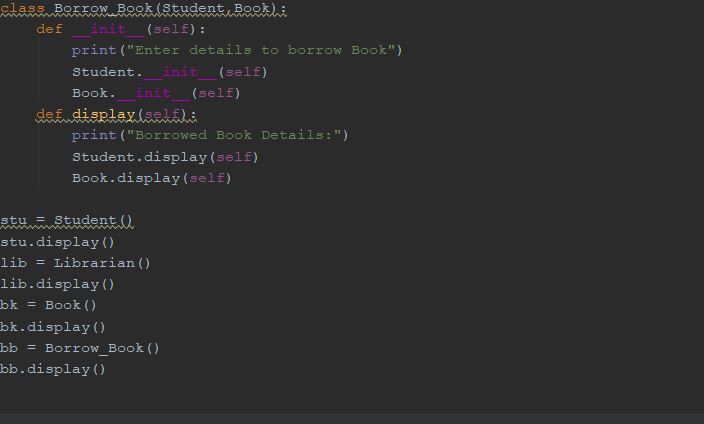 class Borrow_Book(Student,Book):
    def __init__(self):
        print("Enter details to borrow Book")
        Student.__init__(self)
        Book.__init__(self)
    def display(self):
        print("Borrowed Book Details:")
        Student.display(self)
        Book.display(self)

stu = Student()
stu.display()
lib = Librarian()
lib.display()
bk = Book()
bk.display()
bb = Borrow_Book()
bb.display()